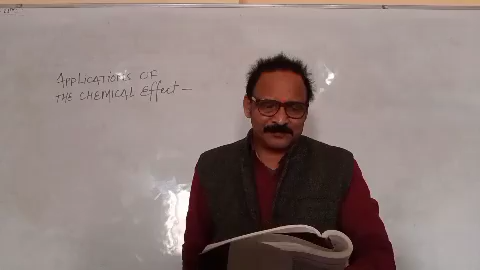 APPLICATIONS OF
THE CHEMICAL Effect —